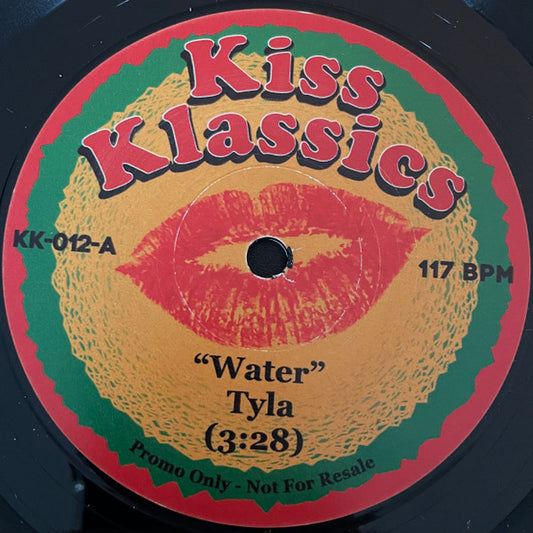 Kiss
Klassics
KK-012-A
117 BPM
“Water”
Tyla
(3:28)
Promo Only - Not For Resale